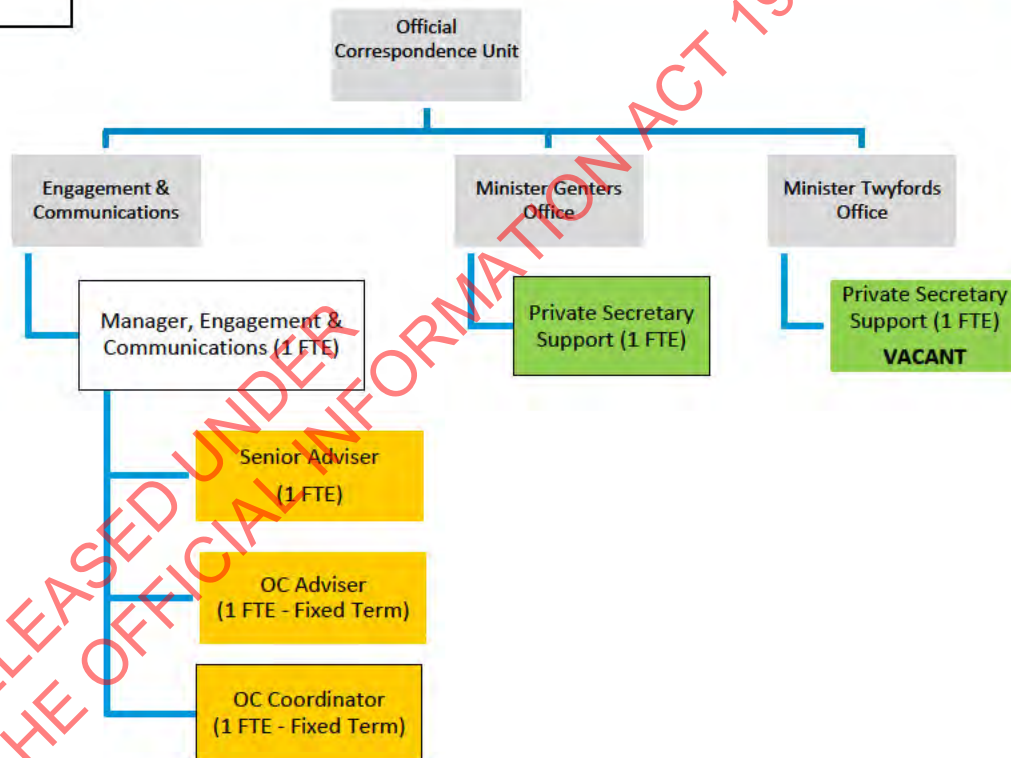 Official
Correspondence Unit
Engagement &
Communications
Minister Genters
Office
Minister Twyfords
Office
Manager, Engagement &
Communications (1 FTE)
Private Secretary
Support (1 FTE)
Private Secretary
Support (1 FTE)
VACANT
Senior Adviser
(1 FTE)
OC Adviser
(1 FTE - Fixed Term)
OC Coordinator
(1 FTE - Fixed Term)
RELEASED UNDER
THE OFFICIAL INFORMATION ACT 19